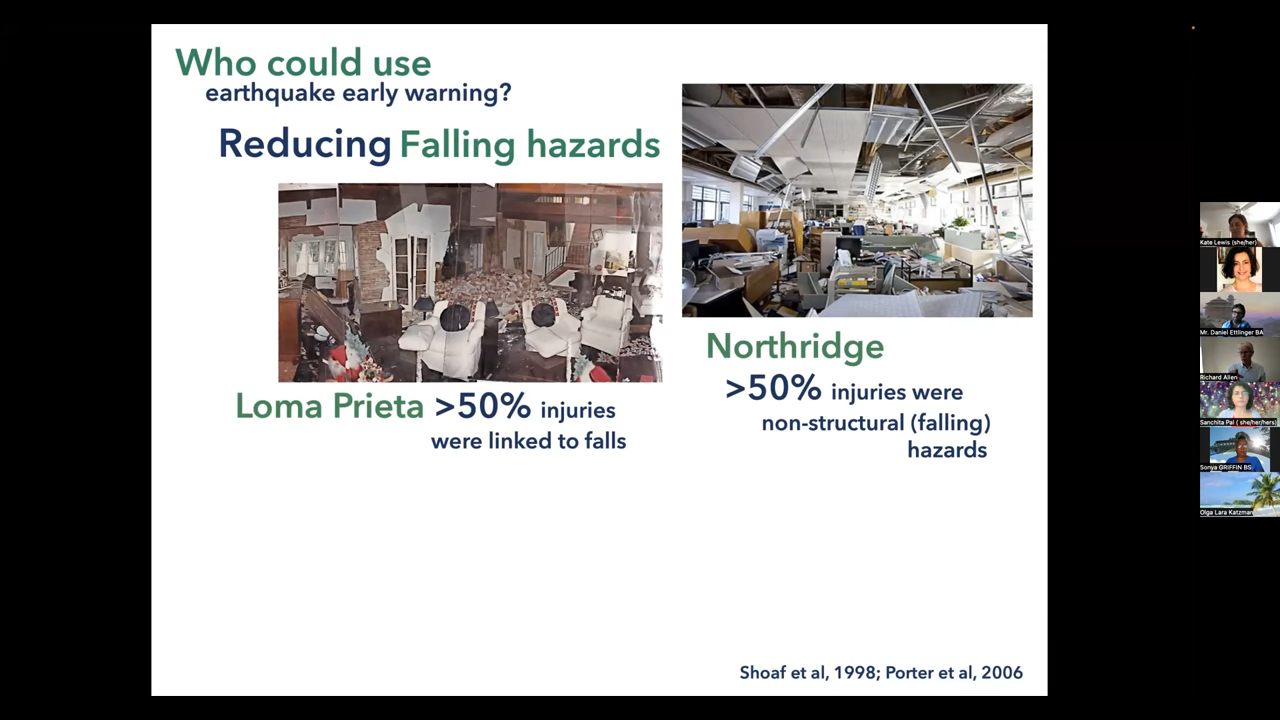 Who could use
earthquake early warning?
Reducing Falling hazards
Loma Prieta >50% injuries
were linked to falls
Northridge
>50% injuries were
non-structural (falling)
hazards
Shoaf et al, 1998; Porter et al, 2006
Kate Lewis (she/her)
Mr. Daniel Ettlinger BA
Richard Allen
Sanchita Pal ( she/her/hers)
Sonya GRIFFIN BS
Olga Lara Katzman